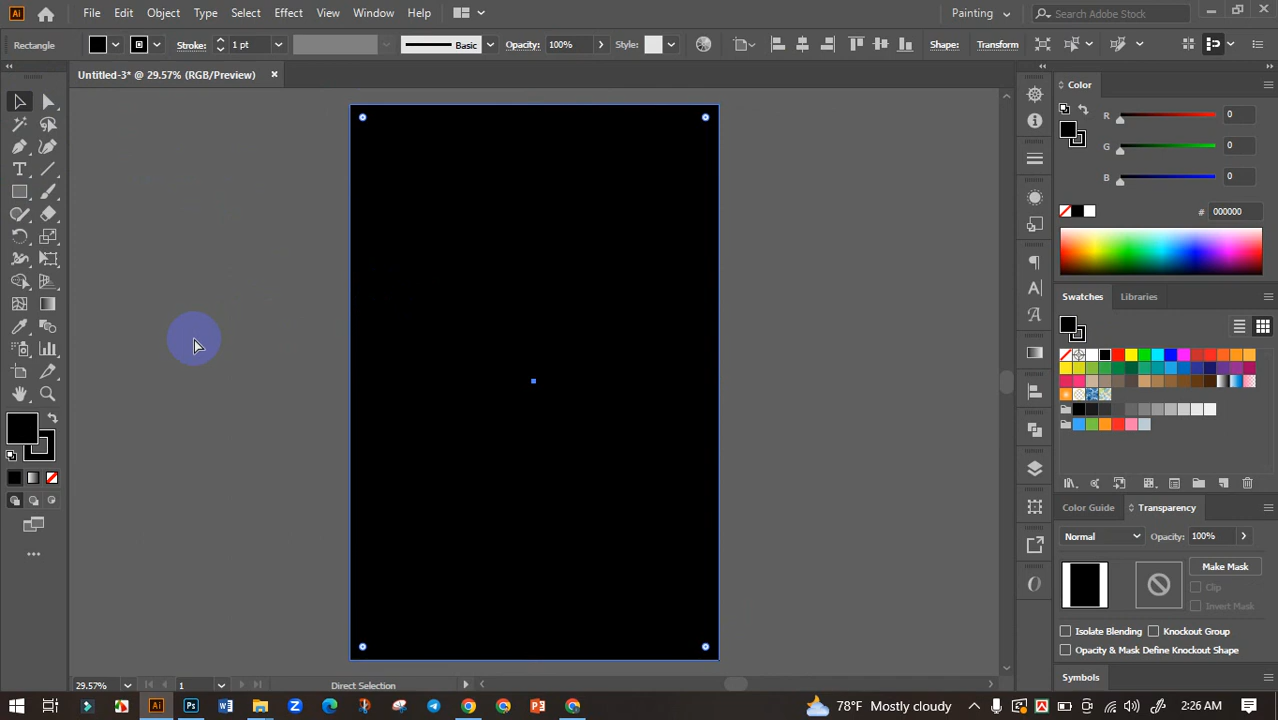 Ai File Edit Object Type Select Effect View Window Help Painting Search Adobe Stock
Rectangle Stroke: 1 pt Basic Opacity: 100% Style: Shape: Transform
Untitled-3* @ 29.57% (RGB/Preview) ×
Color
R 0
G 0
B 0
# 000000
Swatches Libraries
Color Guide Transparency
Normal Opacity: 100%
Make Mask
Clip
Invert Mask
Isolate Blending Knockout Group
Opacity & Mask Define Knockout Shape
Symbols
29.57% 1 Direct Selection
78°F Mostly cloudy 2:26 AM